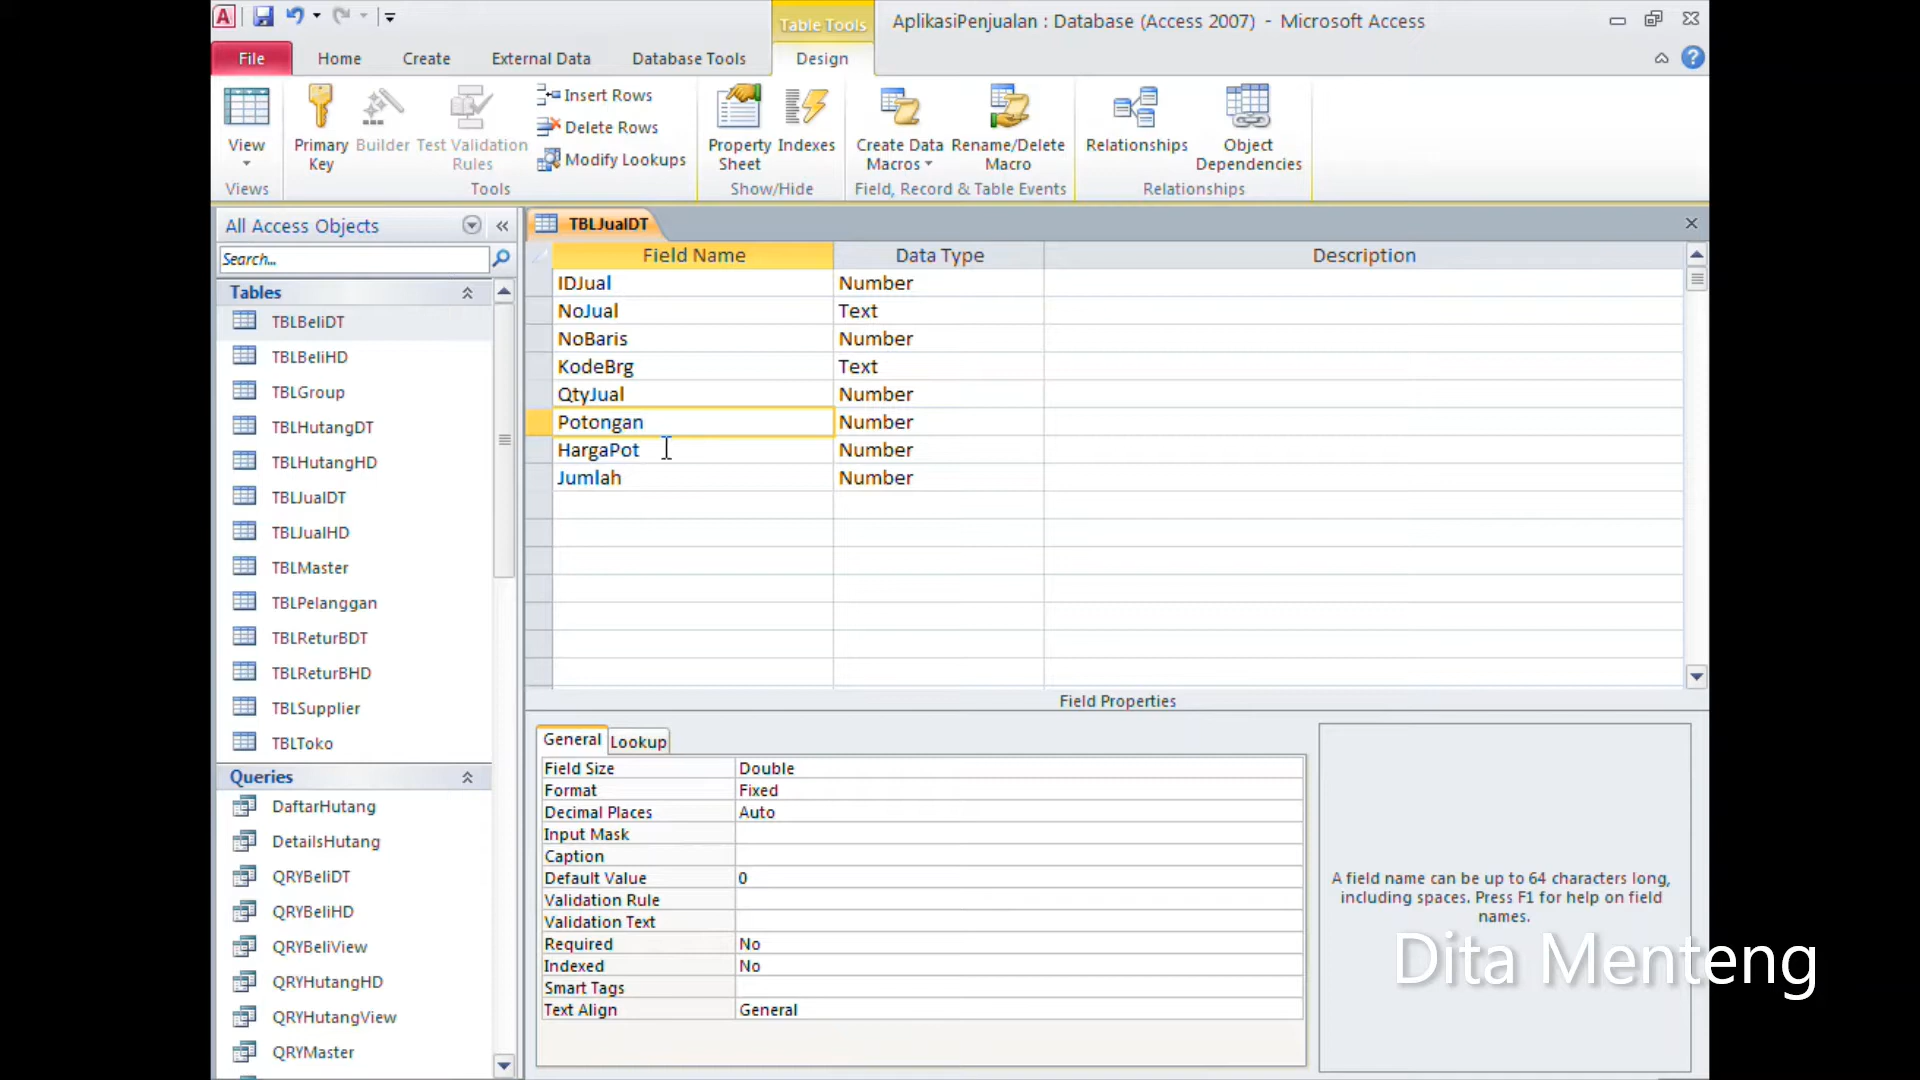 AplikasiPenjualan : Database (Access 2007) - Microsoft Access
Table Tools
File
Home
Create
External Data
Database Tools
Design
View
Views
Primary Key
Builder
Test Validation Rules
Insert Rows
Delete Rows
Modify Lookups
Tools
Property Sheet
Indexes
Show/Hide
Create Data Macros
Rename/Delete Macro
Field, Record & Table Events
Relationships
Object Dependencies
Relationships
All Access Objects
Search...
Tables
TBLBeliDT
TBLBeliHD
TBLGroup
TBLHutangDT
TBLHutangHD
TBLJualDT
TBLJualHD
TBLMaster
TBLPelanggan
TBLReturBDT
TBLReturBHD
TBLSupplier
TBLToko
Queries
DaftarHutang
DetailsHutang
QRYBeliDT
QRYBeliHD
QRYBeliView
QRYHutangHD
QRYHutangView
QRYMaster
TBLJualDT
Field Name Data Type Description
IDJual Number
NoJual Text
NoBaris Number
KodeBrg Text
QtyJual Number
Potongan Number
HargaPot Number
Jumlah Number
Field Properties
General Lookup
Field Size Double
Format Fixed
Decimal Places Auto
Input Mask
Caption
Default Value 0
Validation Rule
Validation Text
Required No
Indexed No
Smart Tags
Text Align General
A field name can be up to 64 characters long,
including spaces. Press F1 for help on field
names.
Dita Menteng